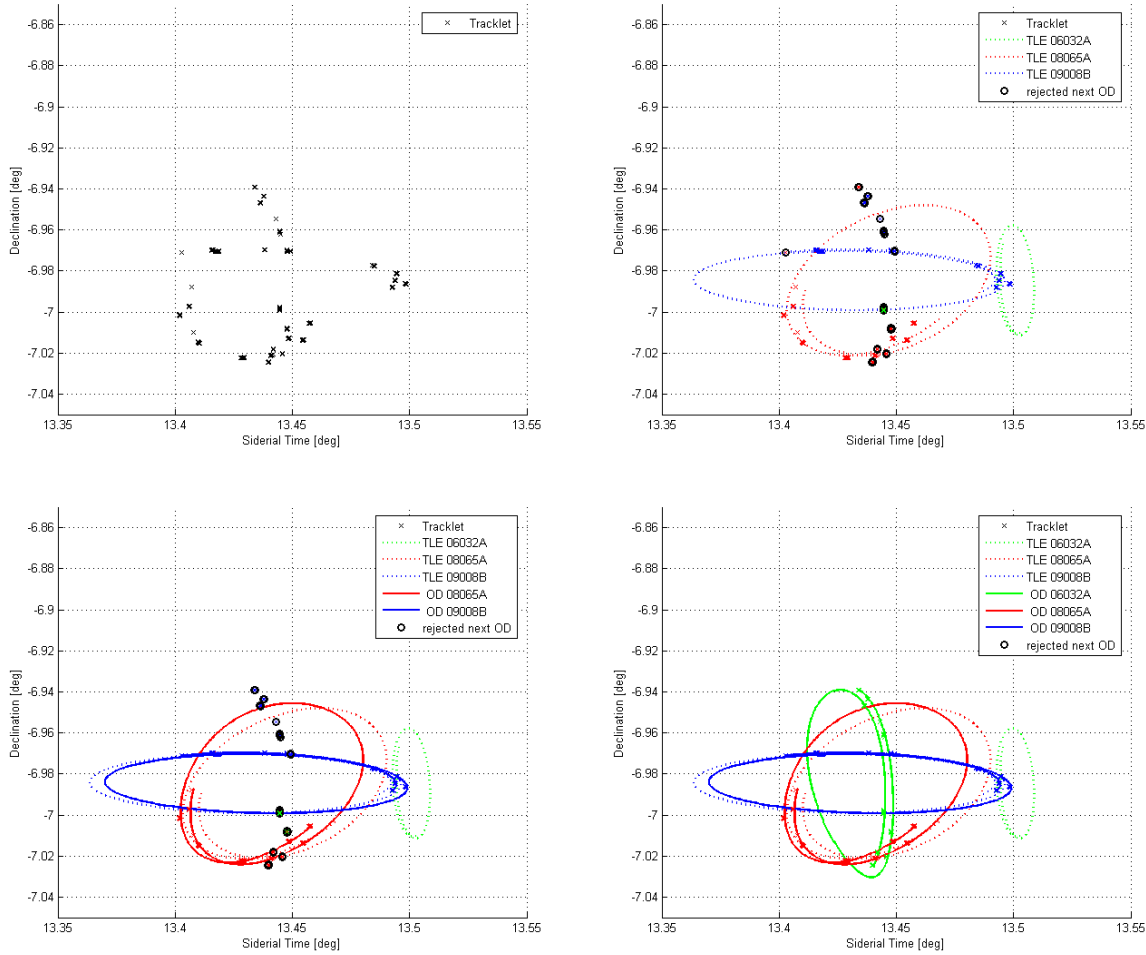 -6.86
-6.88
-6.9
-6.92
-6.94
-6.96
-6.98
-7
-7.02
-7.04
Declination [deg]
13.35
13.4
13.45
13.5
13.55
Siderial Time [deg]
Tracklet
-6.86
-6.88
-6.9
-6.92
-6.94
-6.96
-6.98
-7
-7.02
-7.04
Declination [deg]
13.35
13.4
13.45
13.5
13.55
Siderial Time [deg]
Tracklet
TLE 06032A
TLE 08065A
TLE 09008B
rejected next OD
-6.86
-6.88
-6.9
-6.92
-6.94
-6.96
-6.98
-7
-7.02
-7.04
Declination [deg]
13.35
13.4
13.45
13.5
13.55
Siderial Time [deg]
Tracklet
TLE 06032A
TLE 08065A
TLE 09008B
OD 08065A
OD 09008B
rejected next OD
-6.86
-6.88
-6.9
-6.92
-6.94
-6.96
-6.98
-7
-7.02
-7.04
Declination [deg]
13.35
13.4
13.45
13.5
13.55
Siderial Time [deg]
Tracklet
TLE 06032A
TLE 08065A
TLE 09008B
OD 06032A
OD 08065A
OD 09008B
rejected next OD